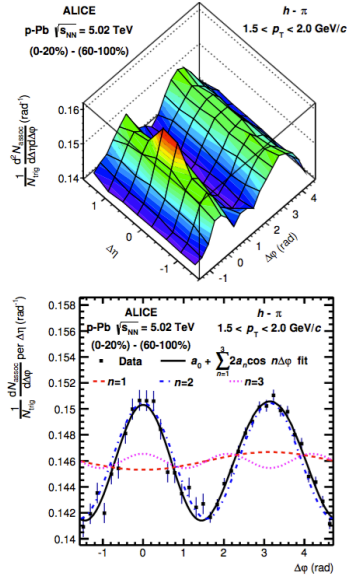 ALICE
h - π
p-Pb √sNN = 5.02 TeV
1.5 < pT < 2.0 GeV/c
(0-20%) - (60-100%)
1/Ntrig d²Nassoc/dΔηdΔφ (rad⁻¹)
0.16
0.15
0.14
1
0
-1
Δη
-1
0
1
2
3
4
Δφ (rad)
ALICE
h - π
p-Pb √sNN = 5.02 TeV
1.5 < pT < 2.0 GeV/c
(0-20%) - (60-100%)
Data
a0 + Σ³n=1 2an cos nΔφ fit
n=1
n=2
n=3
1/Ntrig dNassoc/dΔφ per Δη (rad⁻¹)
0.158
0.156
0.154
0.152
0.15
0.148
0.146
0.144
0.142
0.14
-1
0
1
2
3
4
Δφ (rad)